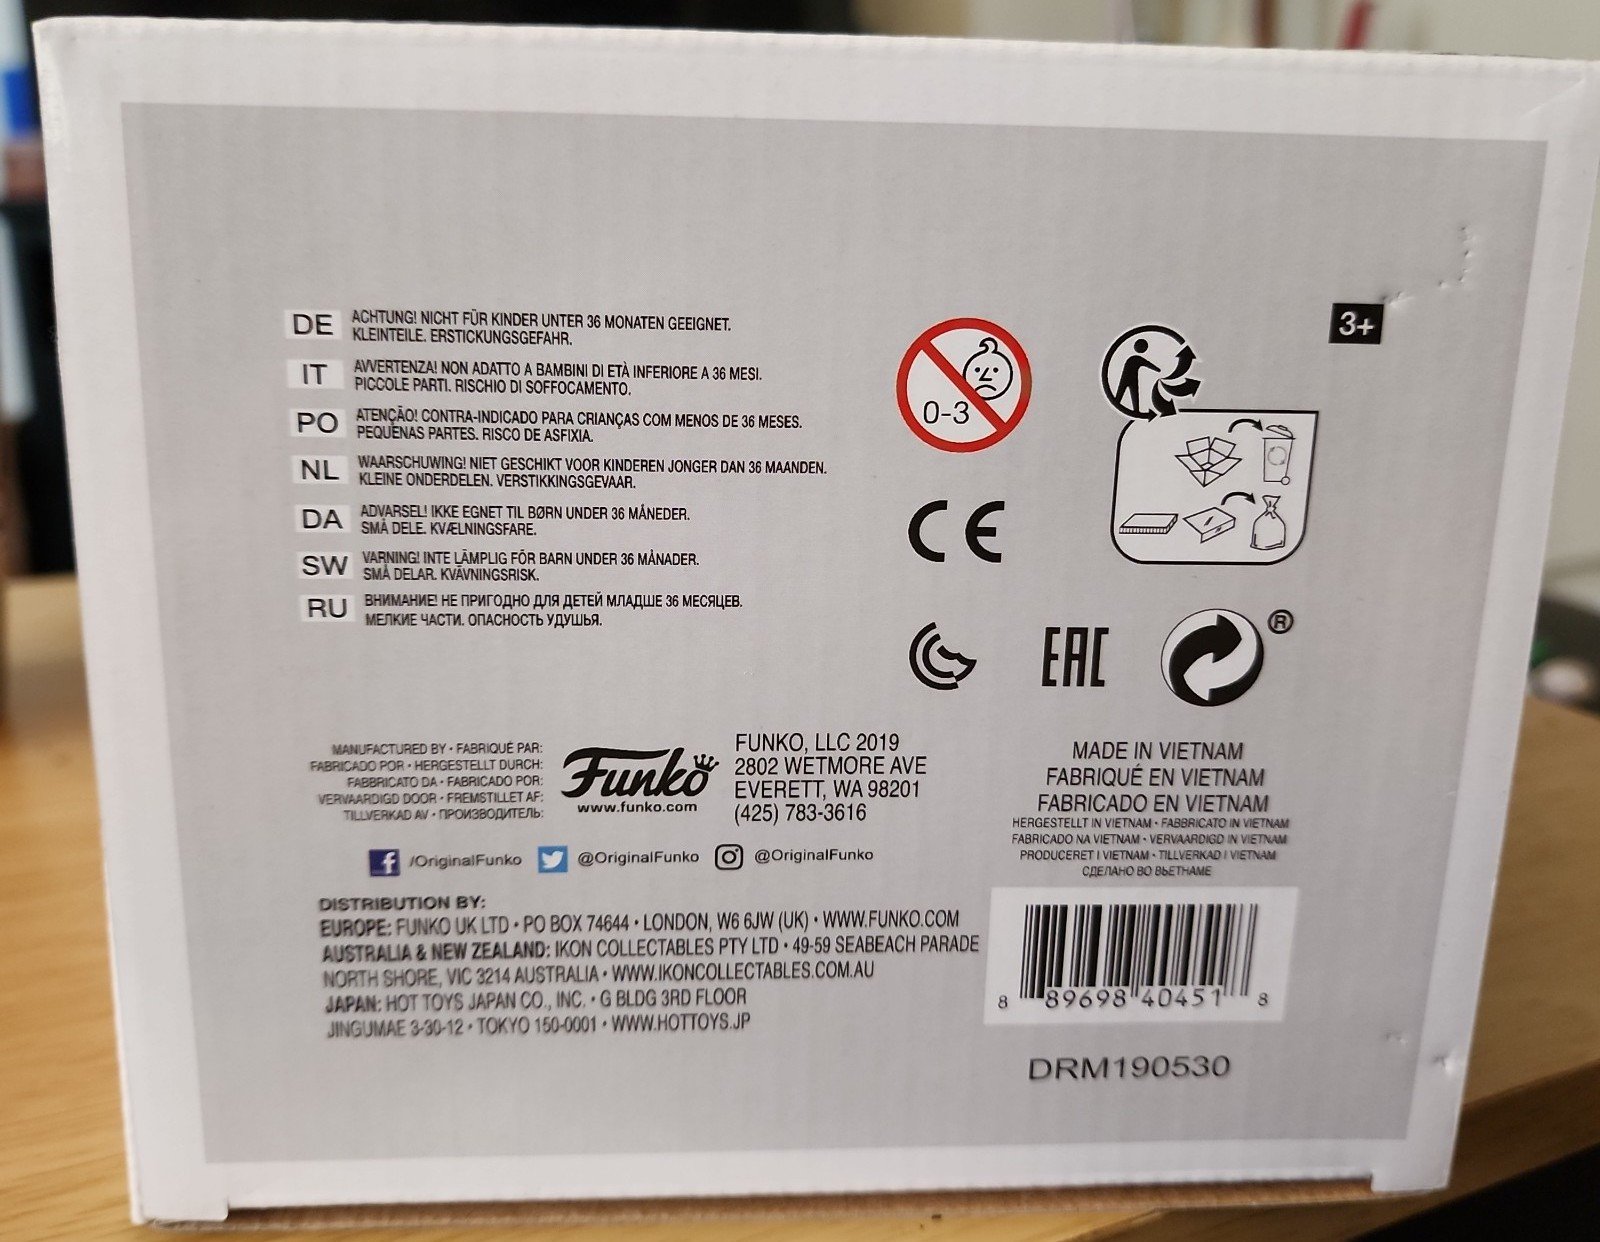 DE ACHTUNG! NICHT FÜR KINDER UNTER 36 MONATEN GEEIGNET.
KLEINTEILE. ERSTICKUNGSGEFAHR.
IT AVVERTENZA! NON ADATTO A BAMBINI DI ETÀ INFERIORE A 36 MESI.
PICCOLE PARTI. RISCHIO DI SOFFOCAMENTO.
PO ATENÇÃO! CONTRA-INDICADO PARA CRIANÇAS COM MENOS DE 36 MESES.
PEQUENAS PARTES. RISCO DE ASFIXIA.
NL WAARSCHUWING! NIET GESCHIKT VOOR KINDEREN JONGER DAN 36 MAANDEN.
KLEINE ONDERDELEN. VERSTIKKINGSGEVAAR.
DA ADVARSEL! IKKE EGNET TIL BØRN UNDER 36 MÅNEDER.
SMÅ DELE. KVÆLNINGSFARE.
SW VARNING! INTE LÄMPLIG FÖR BARN UNDER 36 MÅNADER.
SMÅ DELAR. KVÄVNINGSRISK.
RU ВНИМАНИЕ! НЕ ПРИГОДНО ДЛЯ ДЕТЕЙ МЛАДШЕ 36 МЕСЯЦЕВ.
МЕЛКИЕ ЧАСТИ. ОПАСНОСТЬ УДУШЬЯ.
0-3
3+
CE
EAC
®
MANUFACTURED BY • FABRIQUÉ PAR:
FABRICADO POR • HERGESTELLT DURCH:
FABBRICATO DA • FABRICADO POR:
VERVAARDIGD DOOR • FREMSTILLET AF:
TILLVERKAD AV • ПРОИЗВОДИТЕЛЬ:
Funko
www.funko.com
FUNKO, LLC 2019
2802 WETMORE AVE
EVERETT, WA 98201
(425) 783-3616
/OriginalFunko @OriginalFunko @OriginalFunko
MADE IN VIETNAM
FABRIQUÉ EN VIETNAM
FABRICADO EN VIETNAM
HERGESTELLT IN VIETNAM • FABBRICATO IN VIETNAM
FABRICADO NA VIETNAM • VERVAARDIGD IN VIETNAM
PRODUCERET I VIETNAM • TILLVERKAD I VIETNAM
СДЕЛАНО ВО ВЬЕТНАМЕ
DISTRIBUTION BY:
EUROPE: FUNKO UK LTD • PO BOX 74644 • LONDON, W6 6JW (UK) • WWW.FUNKO.COM
AUSTRALIA & NEW ZEALAND: IKON COLLECTABLES PTY LTD • 49-59 SEABEACH PARADE
NORTH SHORE, VIC 3214 AUSTRALIA • WWW.IKONCOLLECTABLES.COM.AU
JAPAN: HOT TOYS JAPAN CO., INC. • G BLDG 3RD FLOOR
JINGUMAE 3-30-12 • TOKYO 150-0001 • WWW.HOTTOYS.JP
8 89698 40451 8
DRM190530